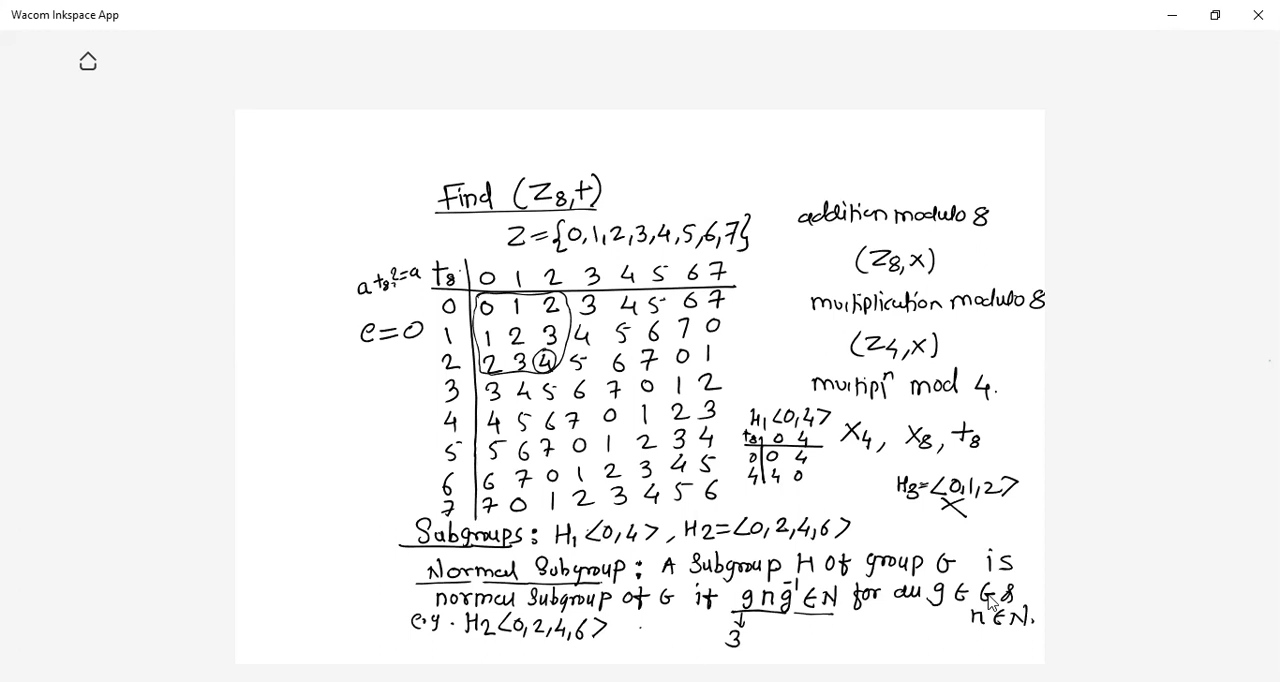 Wacom Inkspace App
Find (Z8,+)
Z={0,1,2,3,4,5,6,7}
a +8 ?=a
+8 0 1 2 3 4 5 6 7
0 0 1 2 3 4 5 6 7
e=0
1 1 2 3 4 5 6 7 0
2 2 3 4 5 6 7 0 1
3 3 4 5 6 7 0 1 2
4 4 5 6 7 0 1 2 3
5 5 6 7 0 1 2 3 4
6 6 7 0 1 2 3 4 5
7 7 0 1 2 3 4 5 6
addition modulo 8
(Z8,x)
multiplication modulo 8
(Z4,x)
multipln mod 4.
H1<0,4>
+8 0 4
0 0 4
4 4 0
X4, X8, +8
H3=<0,1,2>
X
Subgroups: H1<0,4>, H2=<0,2,4,6>
Normal Subgroup: A Subgroup H of group G is
normal subgroup of G if g n g^-1 ∈ N for all g ∈ G &
n ∈ N.
e.g. H2<0,2,4,6>
3